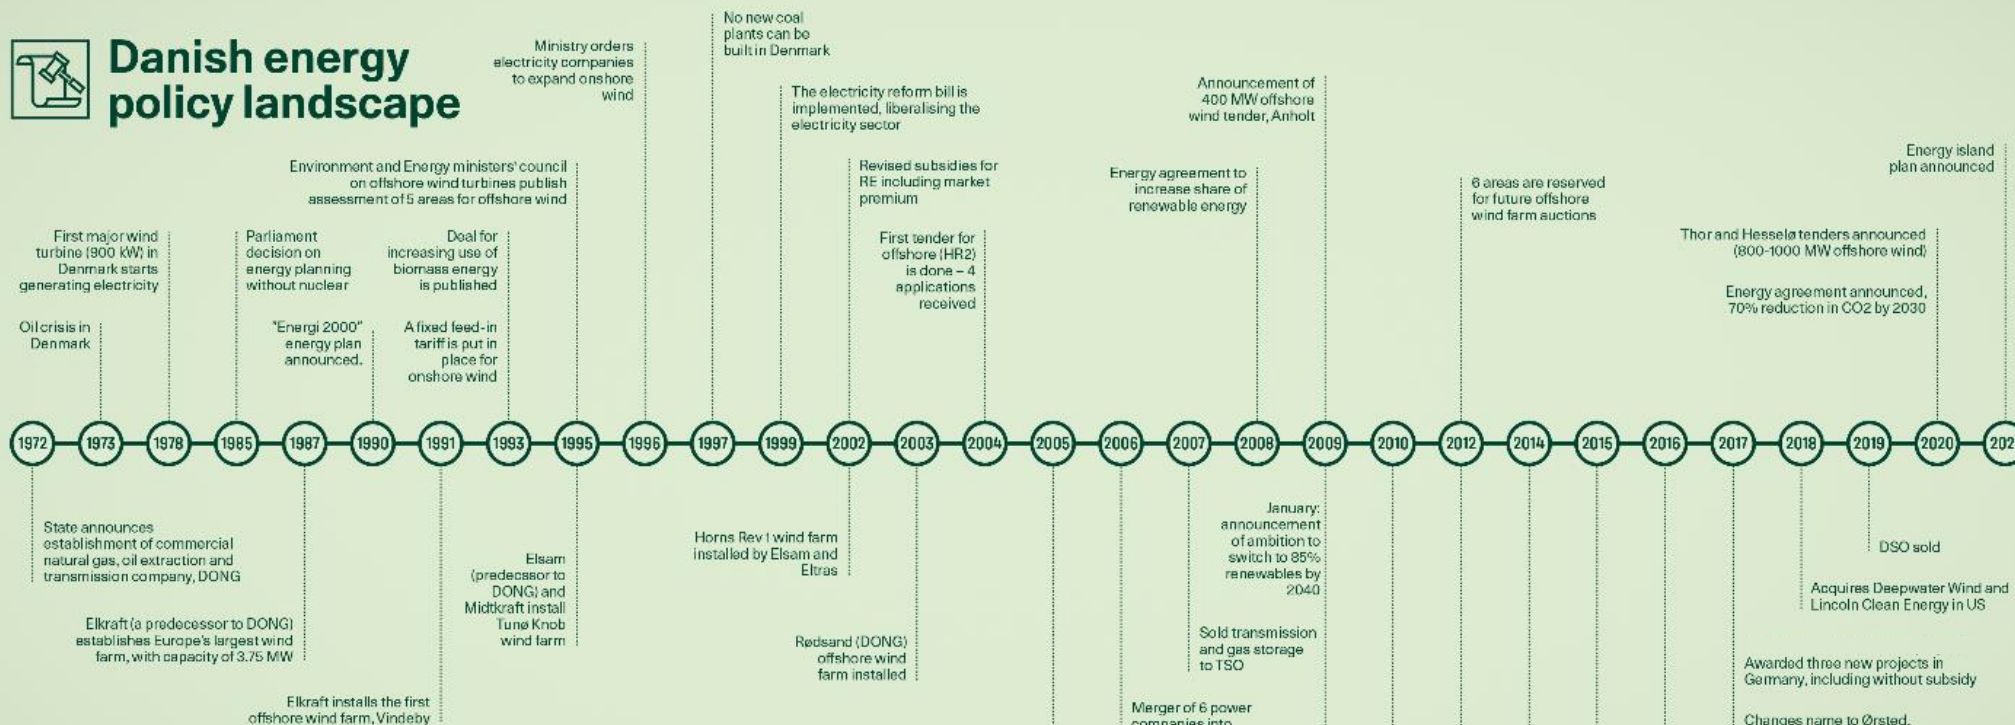 Danish energy
policy landscape
Oil crisis in
Denmark
First major wind
turbine (900 kW) in
Denmark starts
generating electricity
Parliament
decision on
energy planning
without nuclear
"Energi 2000"
energy plan
announced.
Deal for
increasing use of
biomass energy
is published
A fixed feed-in
tariff is put in
place for
onshore wind
Environment and Energy ministers' council
on offshore wind turbines publish
assessment of 5 areas for offshore wind
Ministry orders
electricity companies
to expand onshore
wind
No new coal
plants can be
built in Denmark
The electricity reform bill is
implemented, liberalising the
electricity sector
Revised subsidies for
RE including market
premium
First tender for
offshore (HR2)
is done – 4
applications
received
Energy agreement to
increase share of
renewable energy
Announcement of
400 MW offshore
wind tender, Anholt
6 areas are reserved
for future offshore
wind farm auctions
Thor and Hesselø tenders announced
(800-1000 MW offshore wind)
Energy agreement announced,
70% reduction in CO2 by 2030
Energy island
plan announced
1972 1973 1978 1985 1987 1990 1991 1993 1995 1996 1997 1999 2002 2003 2004 2005 2006 2007 2008 2009 2010 2012 2014 2015 2016 2017 2018 2019 2020
State announces
establishment of commercial
natural gas, oil extraction and
transmission company, DONG
Elkraft (a predecessor to DONG)
establishes Europe's largest wind
farm, with capacity of 3.75 MW
Elkraft installs the first
offshore wind farm, Vindeby
Elsam
(predecssor to
DONG) and
Midtkraft install
Tunø Knob
wind farm
Horns Rev 1 wind farm
installed by Elsam and
Eltras
Rødsand (DONG)
offshore wind
farm installed
Merger of 6 power
companies into
Sold transmission
and gas storage
to TSO
January:
announcement
of ambition to
switch to 85%
renewables by
2040
Awarded three new projects in
Germany, including without subsidy
Changes name to Ørsted,
Acquires Deepwater Wind and
Lincoln Clean Energy in US
DSO sold